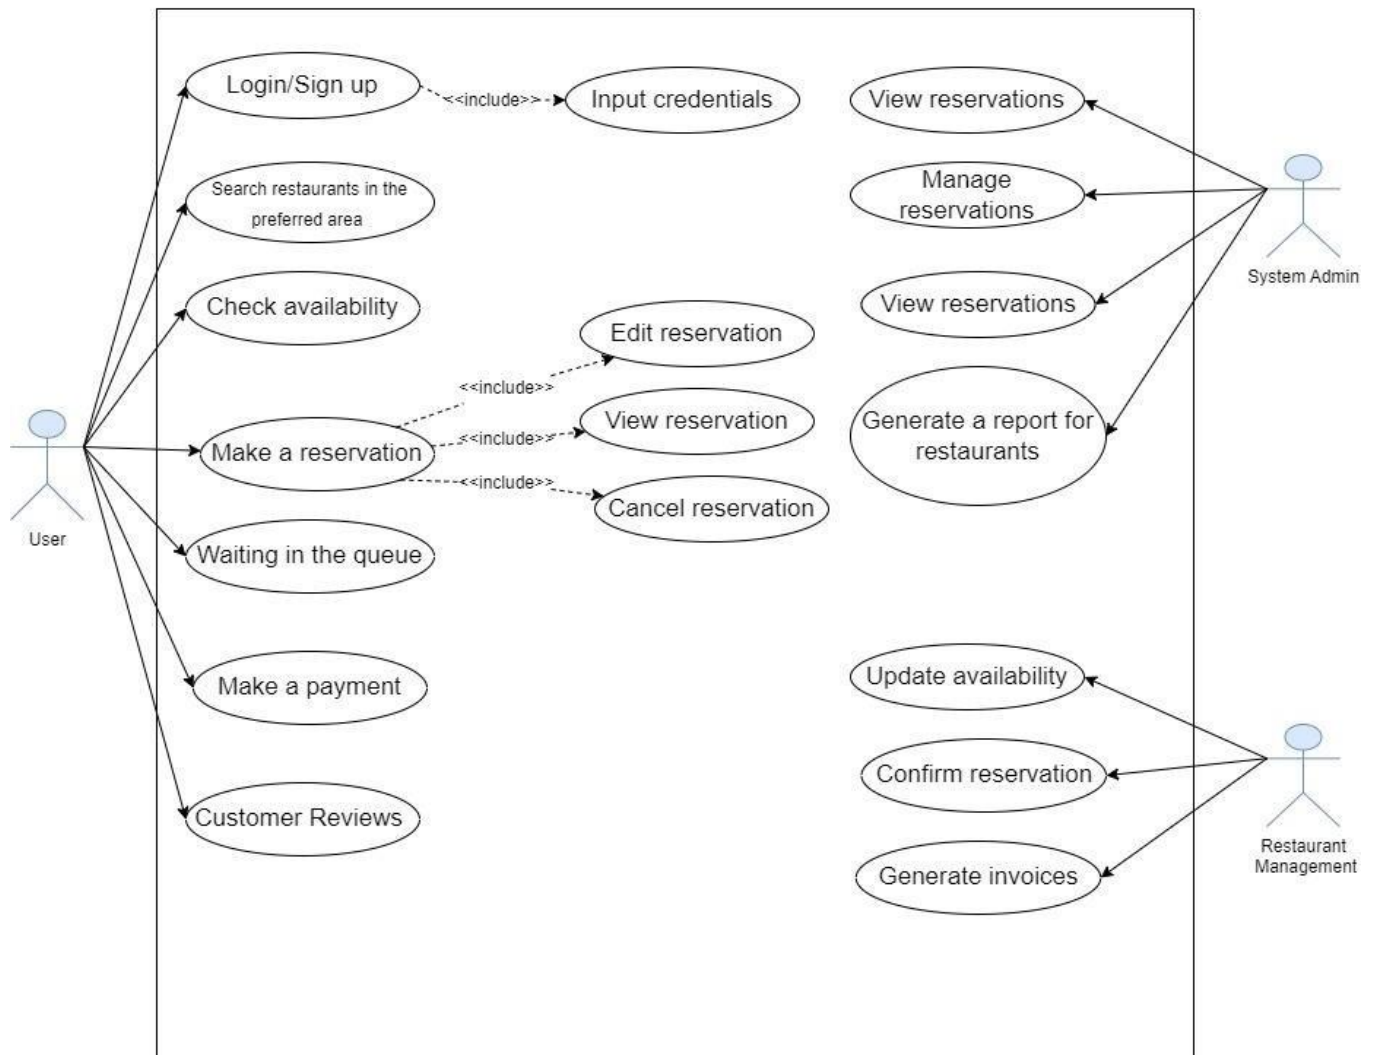 Login/Sign up
<<include>>
Input credentials
View reservations
Search restaurants in the
preferred area
Manage
reservations
System Admin
Check availability
View reservations
Edit reservation
<<include>>
View reservation
<<include>>
Make a reservation
<<include>>
Cancel reservation
Generate a report for
restaurants
User
Waiting in the queue
Make a payment
Update availability
Confirm reservation
Customer Reviews
Generate invoices
Restaurant
Management